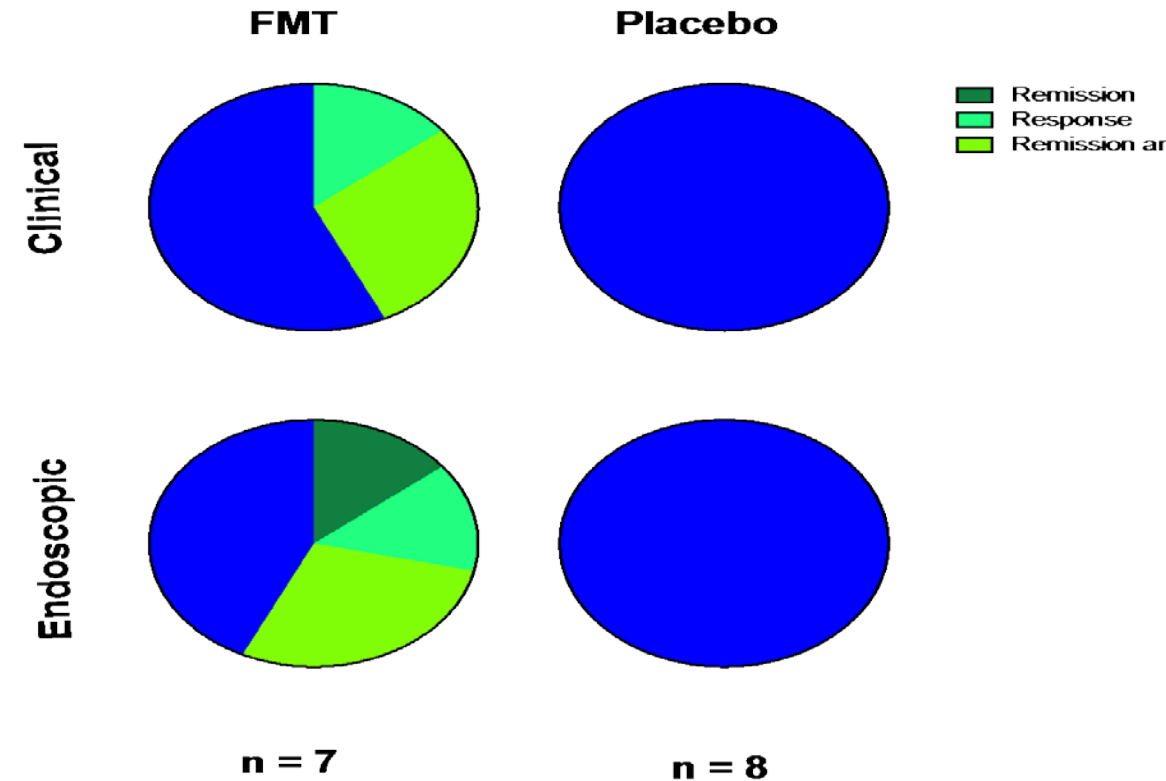 FMT
Placebo
Remission
Response
Remission ar
Clinical
Endoscopic
n = 7
n = 8